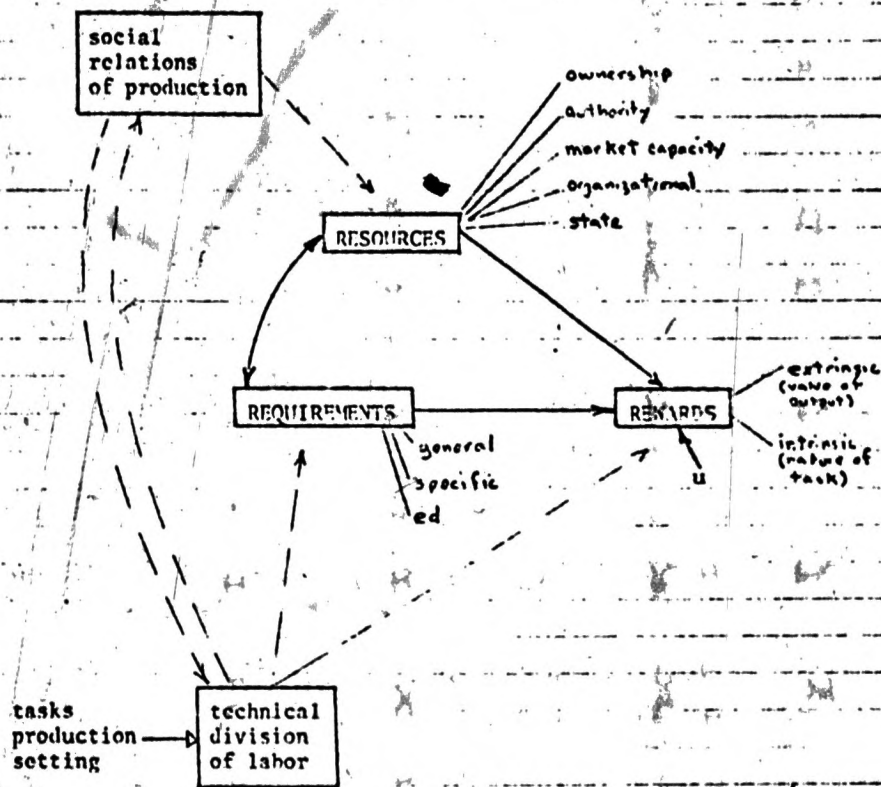 social
relations
of production
ownership
authority
market capacity
organizational
state
RESOURCES
REQUIREMENTS
REWARDS
extrinsic
(value of
output)
intrinsic
(nature of
task)
general
specific
ed
u
tasks
production
setting
technical
division
of labor